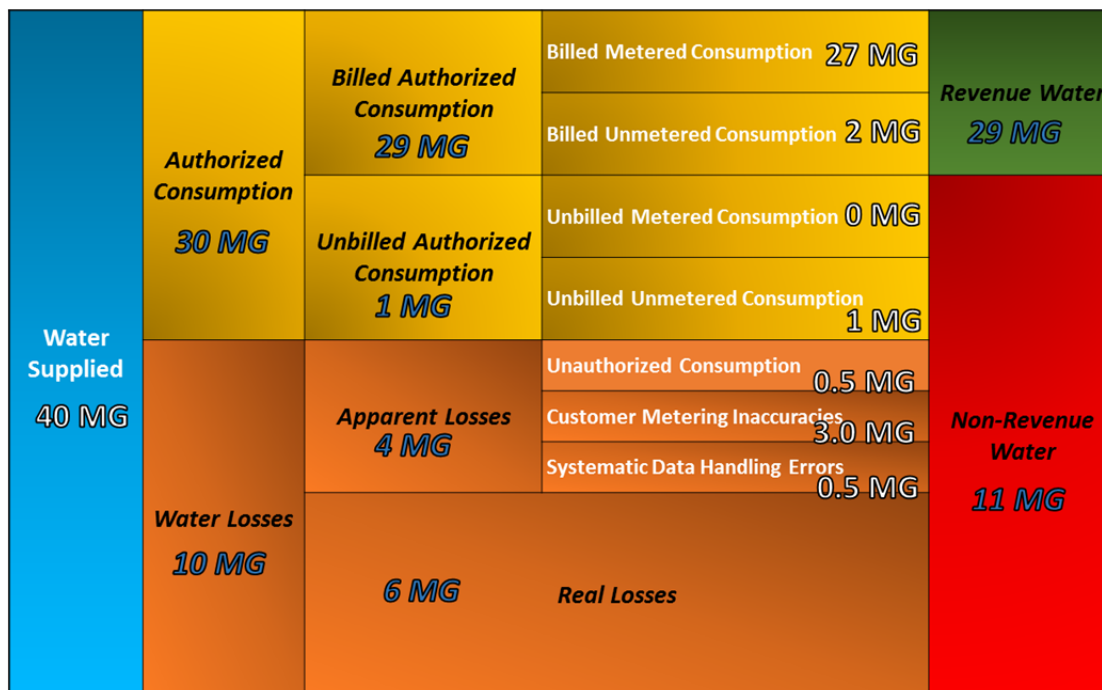 Water
Supplied
40 MG
Authorized
Consumption
30 MG
Water Losses
10 MG
Billed Authorized
Consumption
29 MG
Unbilled Authorized
Consumption
1 MG
Apparent Losses
4 MG
Billed Metered Consumption 27 MG
Billed Unmetered Consumption 2 MG
Unbilled Metered Consumption 0 MG
Unbilled Unmetered Consumption
1 MG
Unauthorized Consumption
0.5 MG
Customer Metering Inaccuracies
3.0 MG
Systematic Data Handling Errors
0.5 MG
6 MG Real Losses
Revenue Water
29 MG
Non-Revenue
Water
11 MG